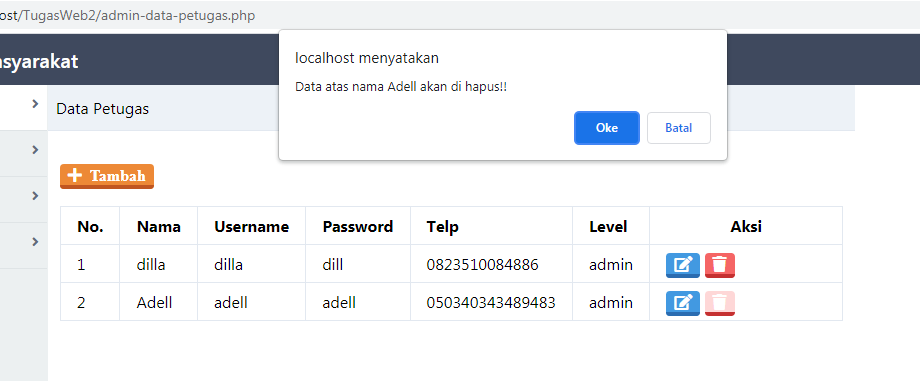 ost/TugasWeb2/admin-data-petugas.php
asyarakat
localhost menyatakan
Data atas nama Adell akan di hapus!!
Oke Batal
Data Petugas
Tambah
No. Nama Username Password Telp Level Aksi
1 dilla dilla dill 0823510084886 admin
2 Adell adell adell 050340343489483 admin